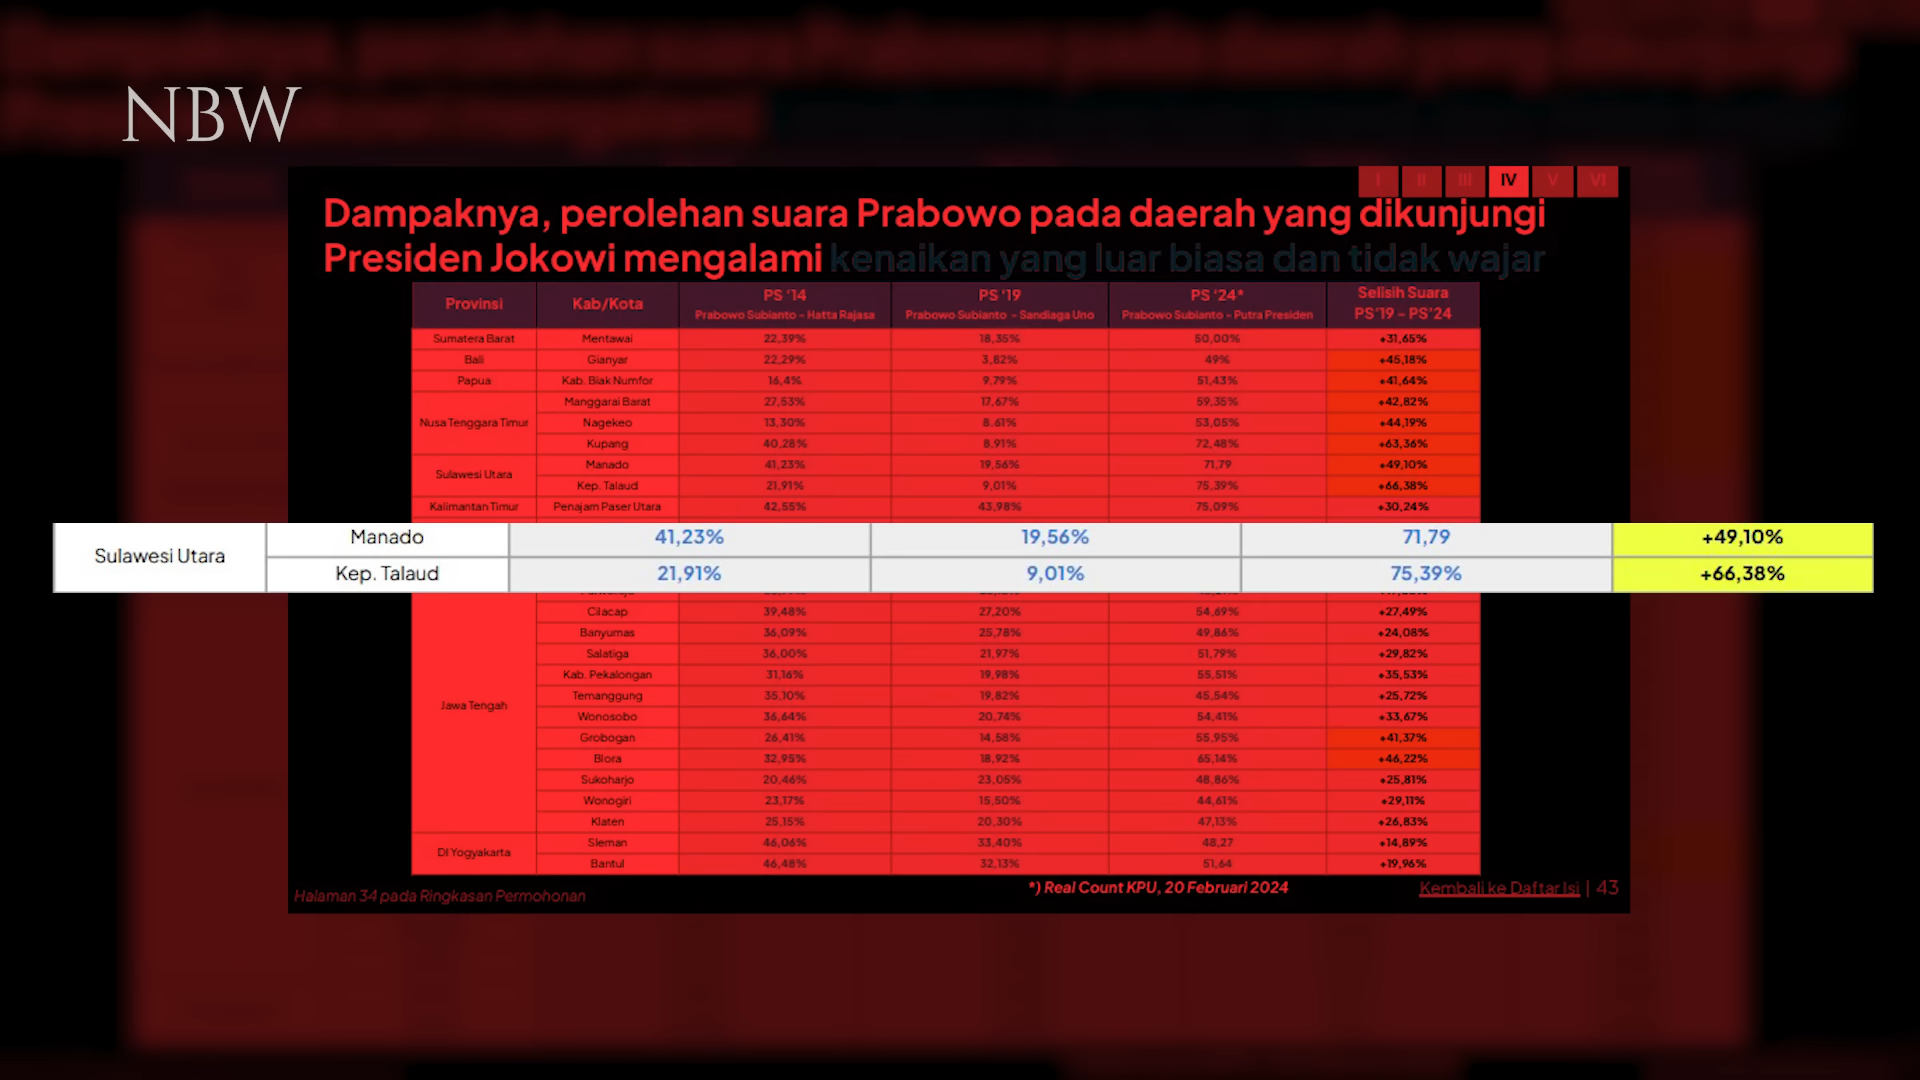 NBW
I II III IV V VI
Dampaknya, perolehan suara Prabowo pada daerah yang dikunjungi
Presiden Jokowi mengalami kenaikan yang luar biasa dan tidak wajar
Provinsi Kab/Kota PS '14 PS '19 PS '24* Selisih Suara
Prabowo Subianto - Hatta Rajasa Prabowo Subianto - Sandiaga Uno Prabowo Subianto - Putra Presiden PS'19 - PS'24
Sumatera Barat Mentawai 22,39% 18,35% 50,00% +31,65%
Bali Gianyar 22,29% 3,82% 49% +45,18%
Papua Kab. Biak Numfor 16,4% 9,79% 51,43% +41,64%
Manggarai Barat 27,53% 17,67% 59,35% +42,82%
Nusa Tenggara Timur Nagekeo 13,30% 8.61% 53,05% +44,19%
Kupang 40,28% 8,91% 72,48% +63,36%
Sulawesi Utara Manado 41,23% 19,56% 71,79 +49,10%
Kep. Talaud 21,91% 9,01% 75,39% +66,38%
Kalimantan Timur Penajam Paser Utara 42,55% 43,98% 75,09% +30,24%
Sulawesi Utara Manado 41,23% 19,56% 71,79 +49,10%
Kep. Talaud 21,91% 9,01% 75,39% +66,38%
Cilacap 39,48% 27,20% 54,69% +27,49%
Banyumas 36,09% 25,78% 49,86% +24,08%
Salatiga 36,00% 21,97% 51,79% +29,82%
Kab. Pekalongan 31,16% 19,98% 55,51% +35,53%
Temanggung 35,10% 19,82% 45,54% +25,72%
Jawa Tengah Wonosobo 36,64% 20,74% 54,41% +33,67%
Grobogan 26,41% 14,58% 55,95% +41,37%
Blora 32,95% 18,92% 65,14% +46,22%
Sukoharjo 20,46% 23,05% 48,86% +25,81%
Wonogiri 23,17% 15,50% 44,61% +29,11%
Klaten 25,15% 20,30% 47,13% +26,83%
DI Yogyakarta Sleman 46,06% 33,40% 48,27 +14,89%
Bantul 46,48% 32,13% 51,64 +19,96%
Halaman 34 pada Ringkasan Permohonan *) Real Count KPU, 20 Februari 2024 Kembali ke Daftar Isi | 43